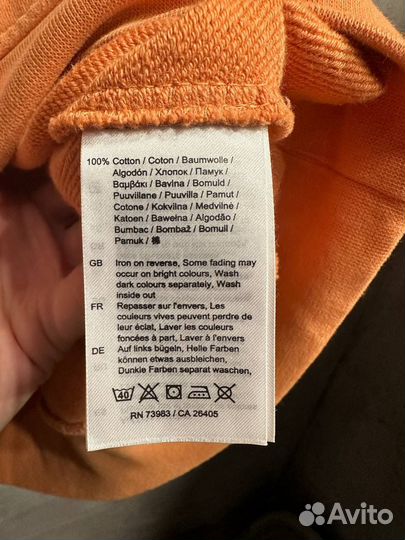 100% Cotton / Coton / Baumwolle /
Algodón / Хлопок / Памук /
Βαμβάκι / Bavina / Bomuld /
Puuvillane / Puuvilla / Pamut /
Cotone / Kokvilna / Medvilné /
Katoen / Bawełna / Algodão /
Bumbac / Bombaž / Bomull /
Pamuk / 棉
GB Iron on reverse, Some fading may
occur on bright colours, Wash
dark colours separately, Wash
inside out
FR Repasser sur l'envers, Les
couleurs vives peuvent perdre de
leur éclat, Laver les couleurs
foncées à part, Laver à l'envers
DE Auf links bügeln, Helle Farben
können etwas ausbleichen,
Dunkle Farben separat waschen,
40
RN 73983 / CA 26405
Avito